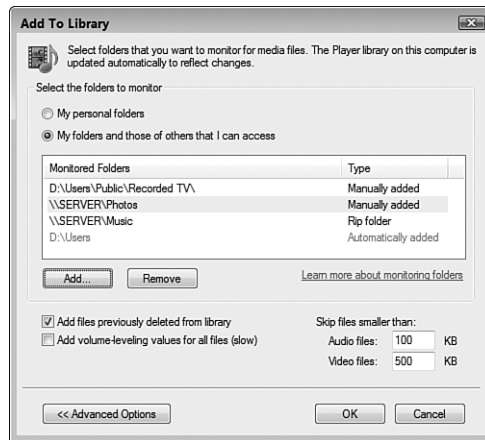 Add To Library
Select folders that you want to monitor for media files. The Player library on this computer is
updated automatically to reflect changes.
Select the folders to monitor
My personal folders
My folders and those of others that I can access
Monitored Folders Type
D:\Users\Public\Recorded TV\ Manually added
\\SERVER\Photos Manually added
\\SERVER\Music Rip folder
D:\Users Automatically added
Add... Remove Learn more about monitoring folders
Add files previously deleted from library Skip files smaller than:
Add volume-leveling values for all files (slow) Audio files: 100 KB
Video files: 500 KB
<< Advanced Options OK Cancel